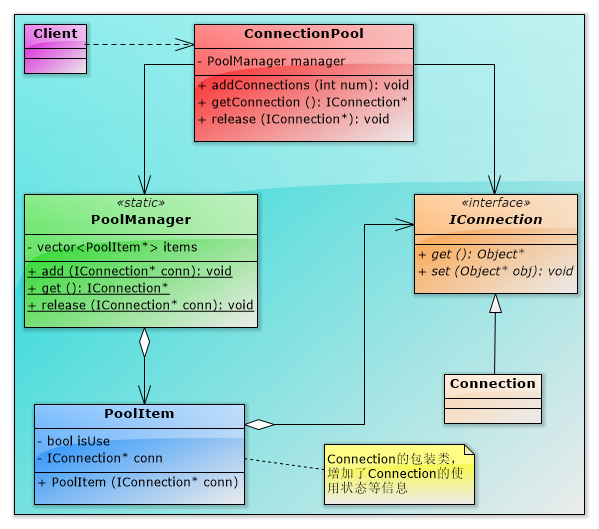 Client
ConnectionPool
- PoolManager manager
+ addConnections (int num): void
+ getConnection (): IConnection*
+ release (IConnection*): void
«static»
PoolManager
- vector<PoolItem*> items
+ add (IConnection* conn): void
+ get (): IConnection*
+ release (IConnection* conn): void
«interface»
IConnection
+ get (): Object*
+ set (Object* obj): void
Connection
PoolItem
- bool isUse
- IConnection* conn
+ PoolItem (IConnection* conn)
Connection的包装类,
增加了Connection的使
用状态等信息